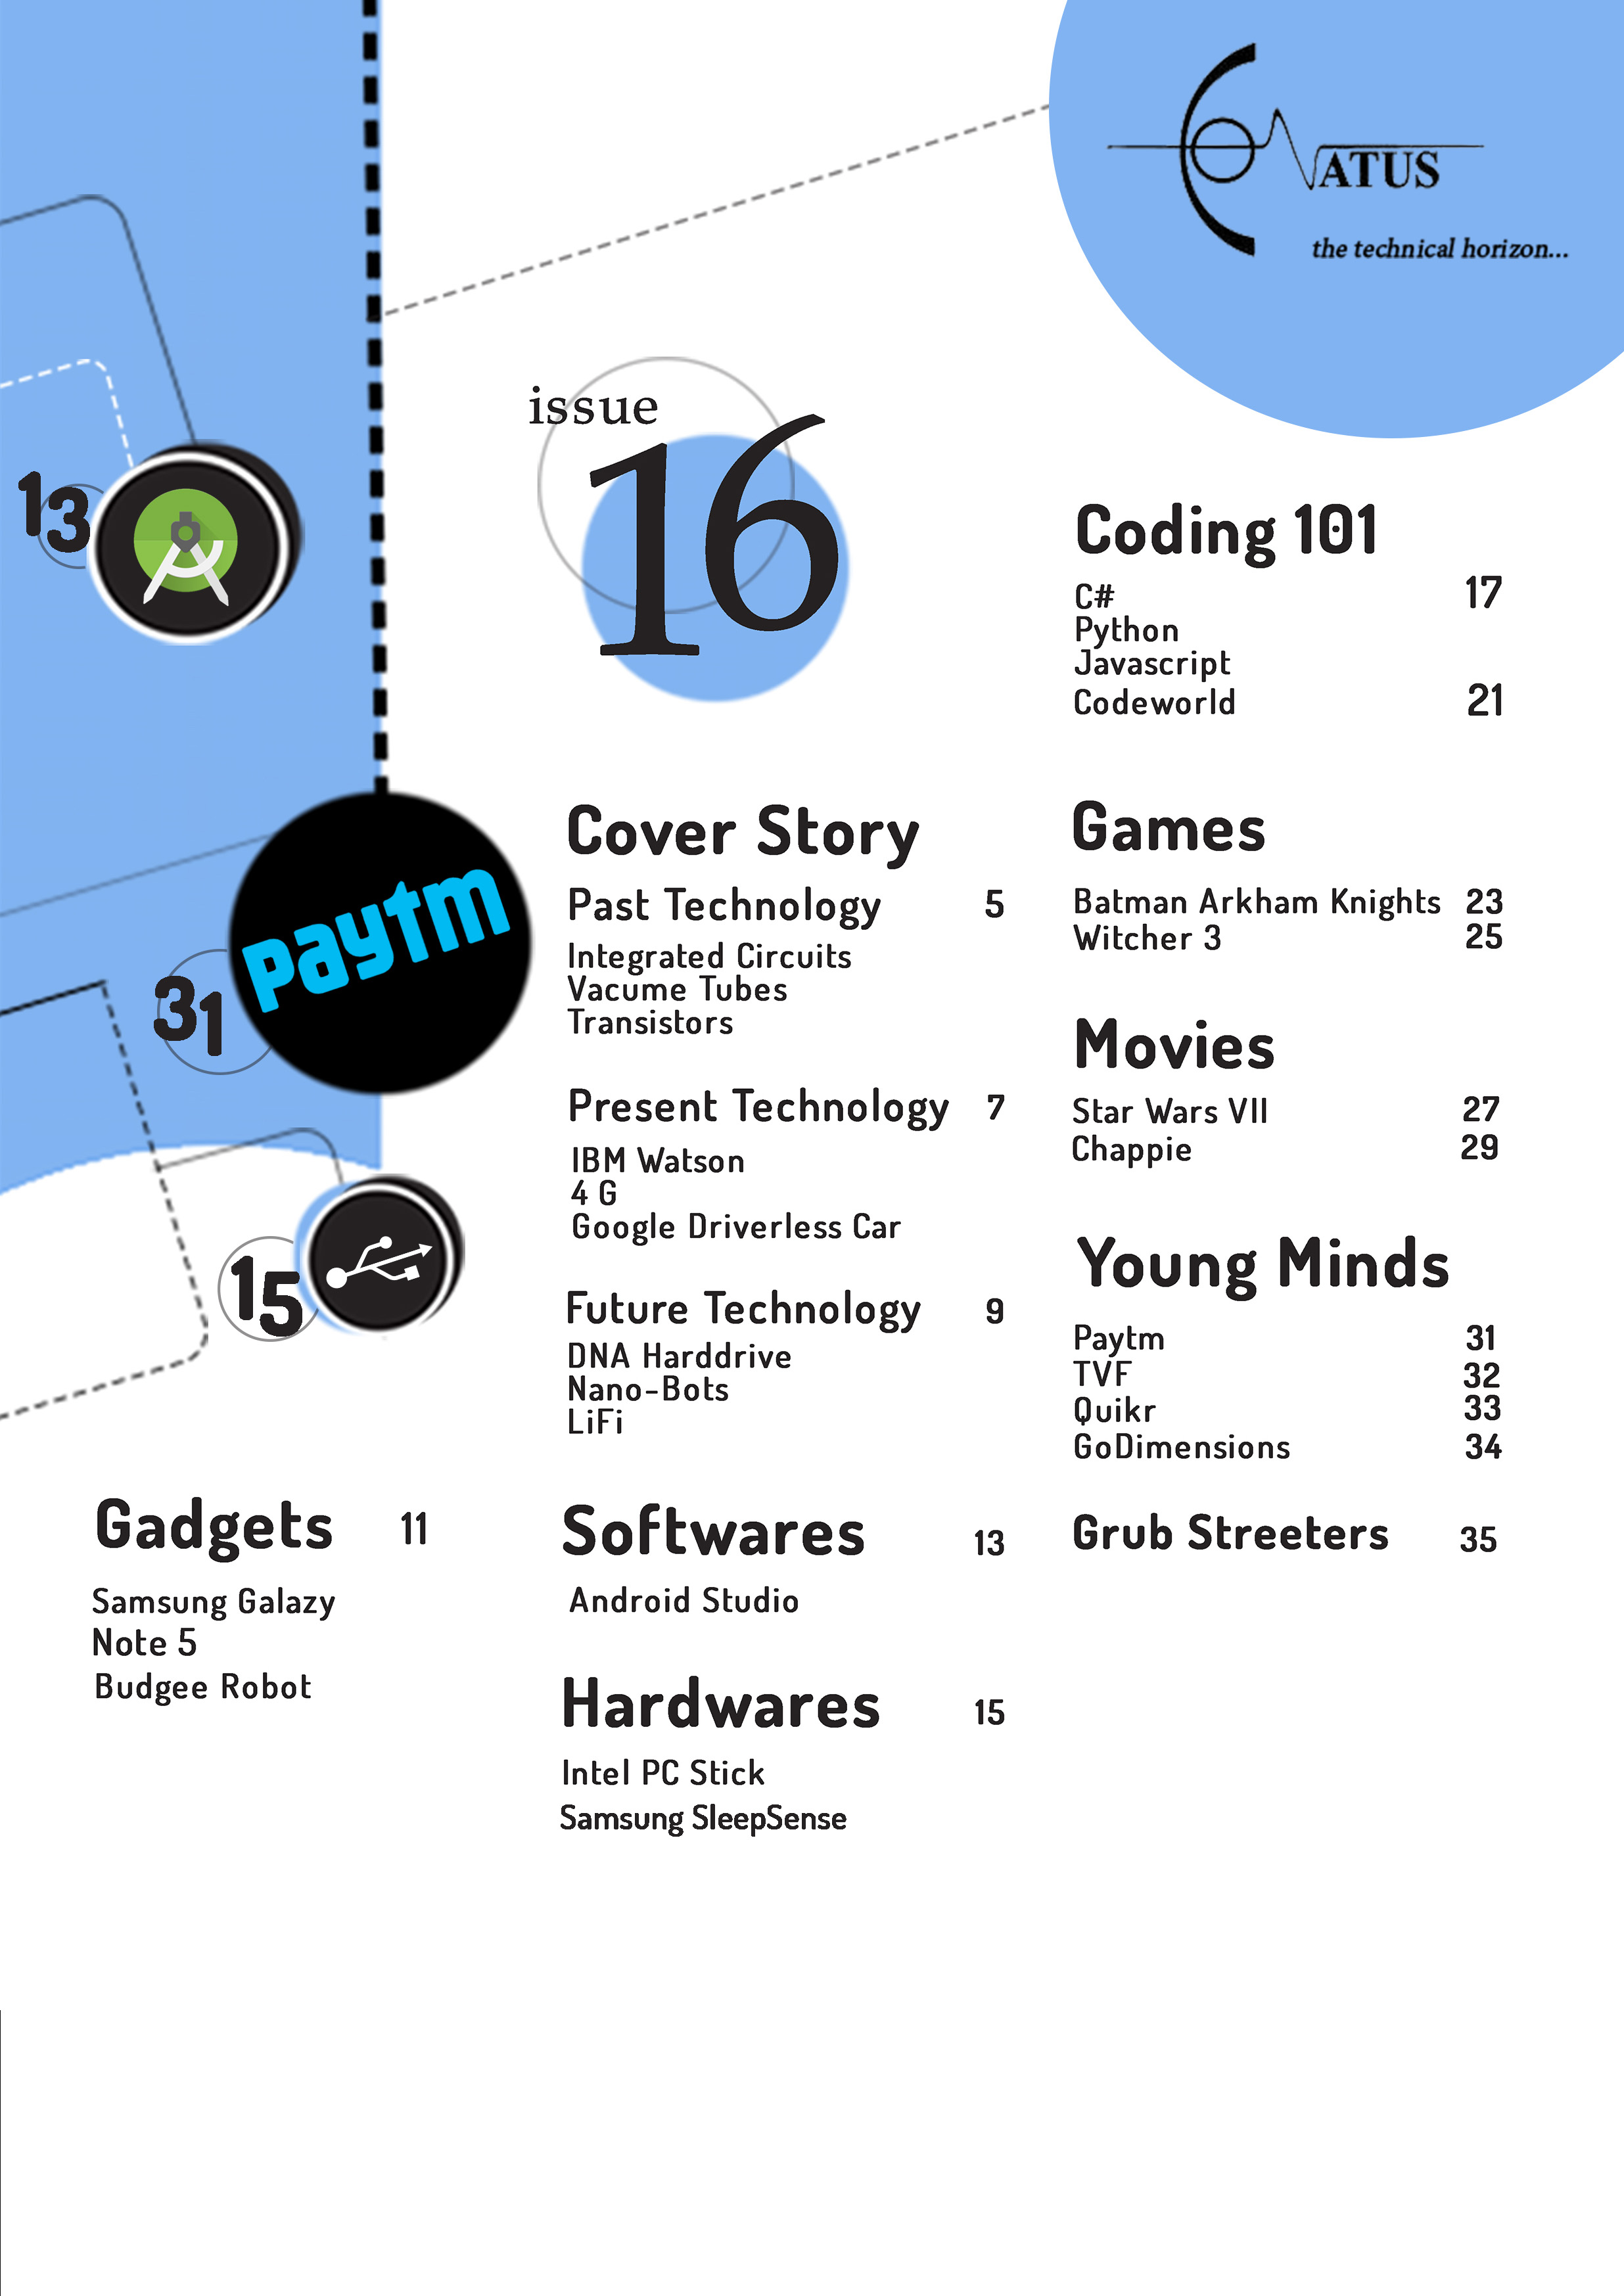 ATUS
the technical horizon...
issue
16
13
31
15
Coding 101
C# 17
Python
Javascript
Codeworld 21
Cover Story
Past Technology 5
Integrated Circuits
Vacume Tubes
Transistors
Present Technology 7
IBM Watson
4 G
Google Driverless Car
Future Technology 9
DNA Harddrive
Nano-Bots
LiFi
Games
Batman Arkham Knights 23
Witcher 3 25
Movies
Star Wars VII 27
Chappie 29
Young Minds
Paytm 31
TVF 32
Quikr 33
GoDimensions 34
Grub Streeters 35
Paytm
Gadgets 11
Samsung Galazy
Note 5
Budgee Robot
Softwares 13
Android Studio
Hardwares 15
Intel PC Stick
Samsung SleepSense